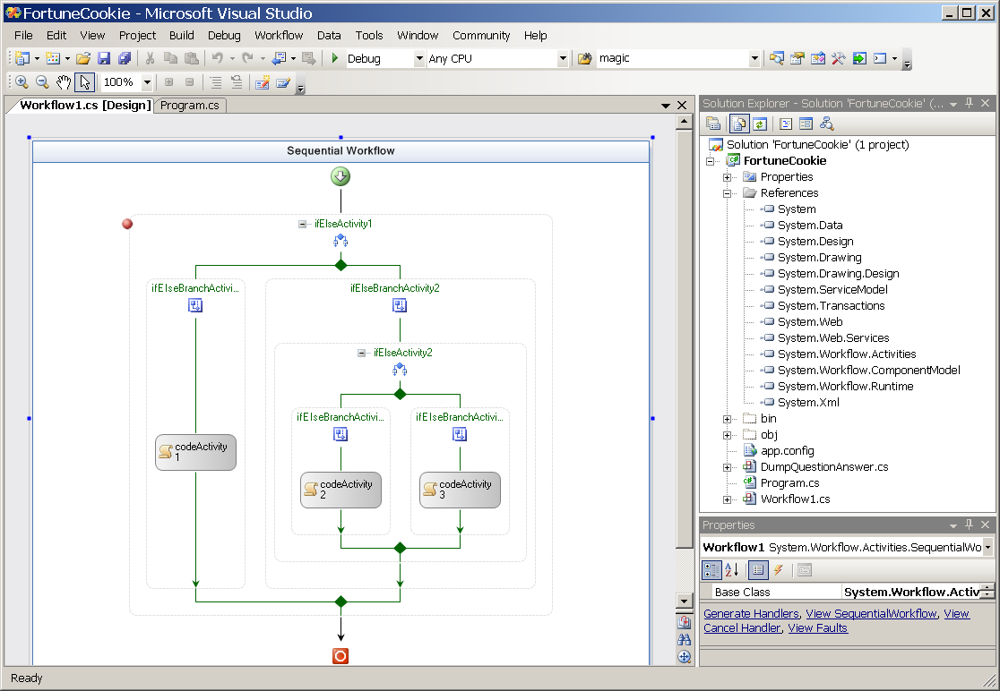 FortuneCookie - Microsoft Visual Studio
File Edit View Project Build Debug Workflow Data Tools Window Community Help
Debug Any CPU magic
100%
Workflow1.cs [Design] Program.cs
Sequential Workflow
ifElseActivity1
ifElseBranchActivi... ifElseBranchActivity2
ifElseActivity2
ifElseBranchActivi... ifElseBranchActivi...
codeActivity
1
codeActivity
2
codeActivity
3
Solution Explorer - Solution 'FortuneCookie' (...
Solution 'FortuneCookie' (1 project)
FortuneCookie
Properties
References
System
System.Data
System.Design
System.Drawing
System.Drawing.Design
System.ServiceModel
System.Transactions
System.Web
System.Web.Services
System.Workflow.Activities
System.Workflow.ComponentModel
System.Workflow.Runtime
System.Xml
bin
obj
app.config
DumpQuestionAnswer.cs
Program.cs
Workflow1.cs
Properties
Workflow1 System.Workflow.Activities.SequentialWo
Base Class System.Workflow.Activ
Generate Handlers, View SequentialWorkflow, View
Cancel Handler, View Faults
Ready